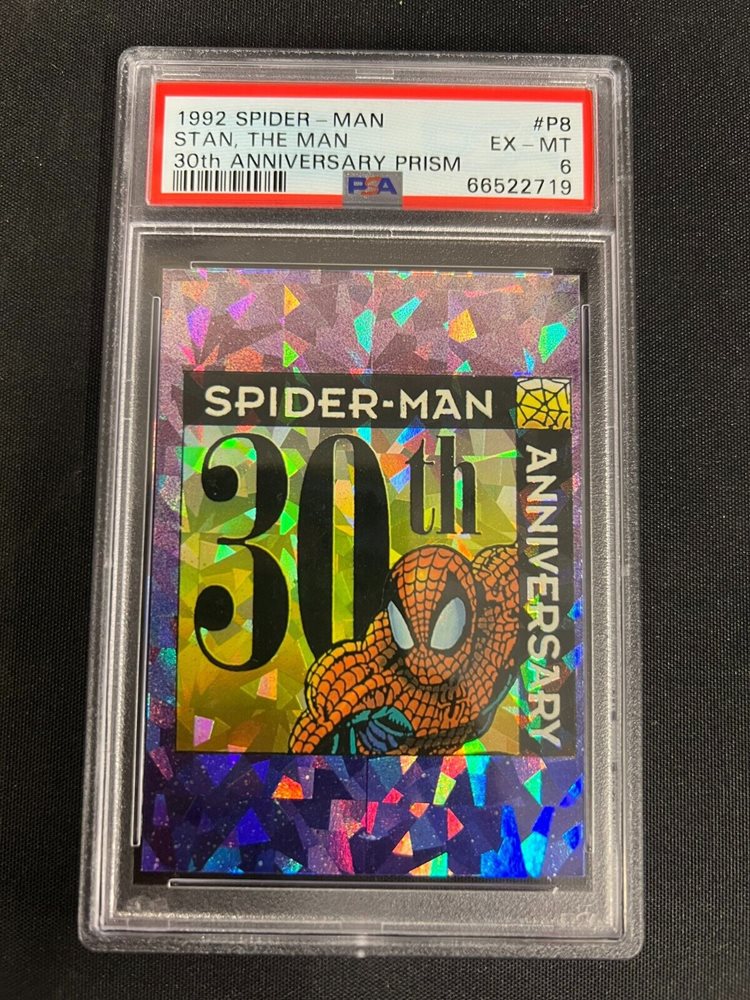 1992 SPIDER-MAN #P8
STAN, THE MAN EX-MT
30th ANNIVERSARY PRISM 6
PSA 66522719
SPIDER-MAN
30th
ANNIVERSARY